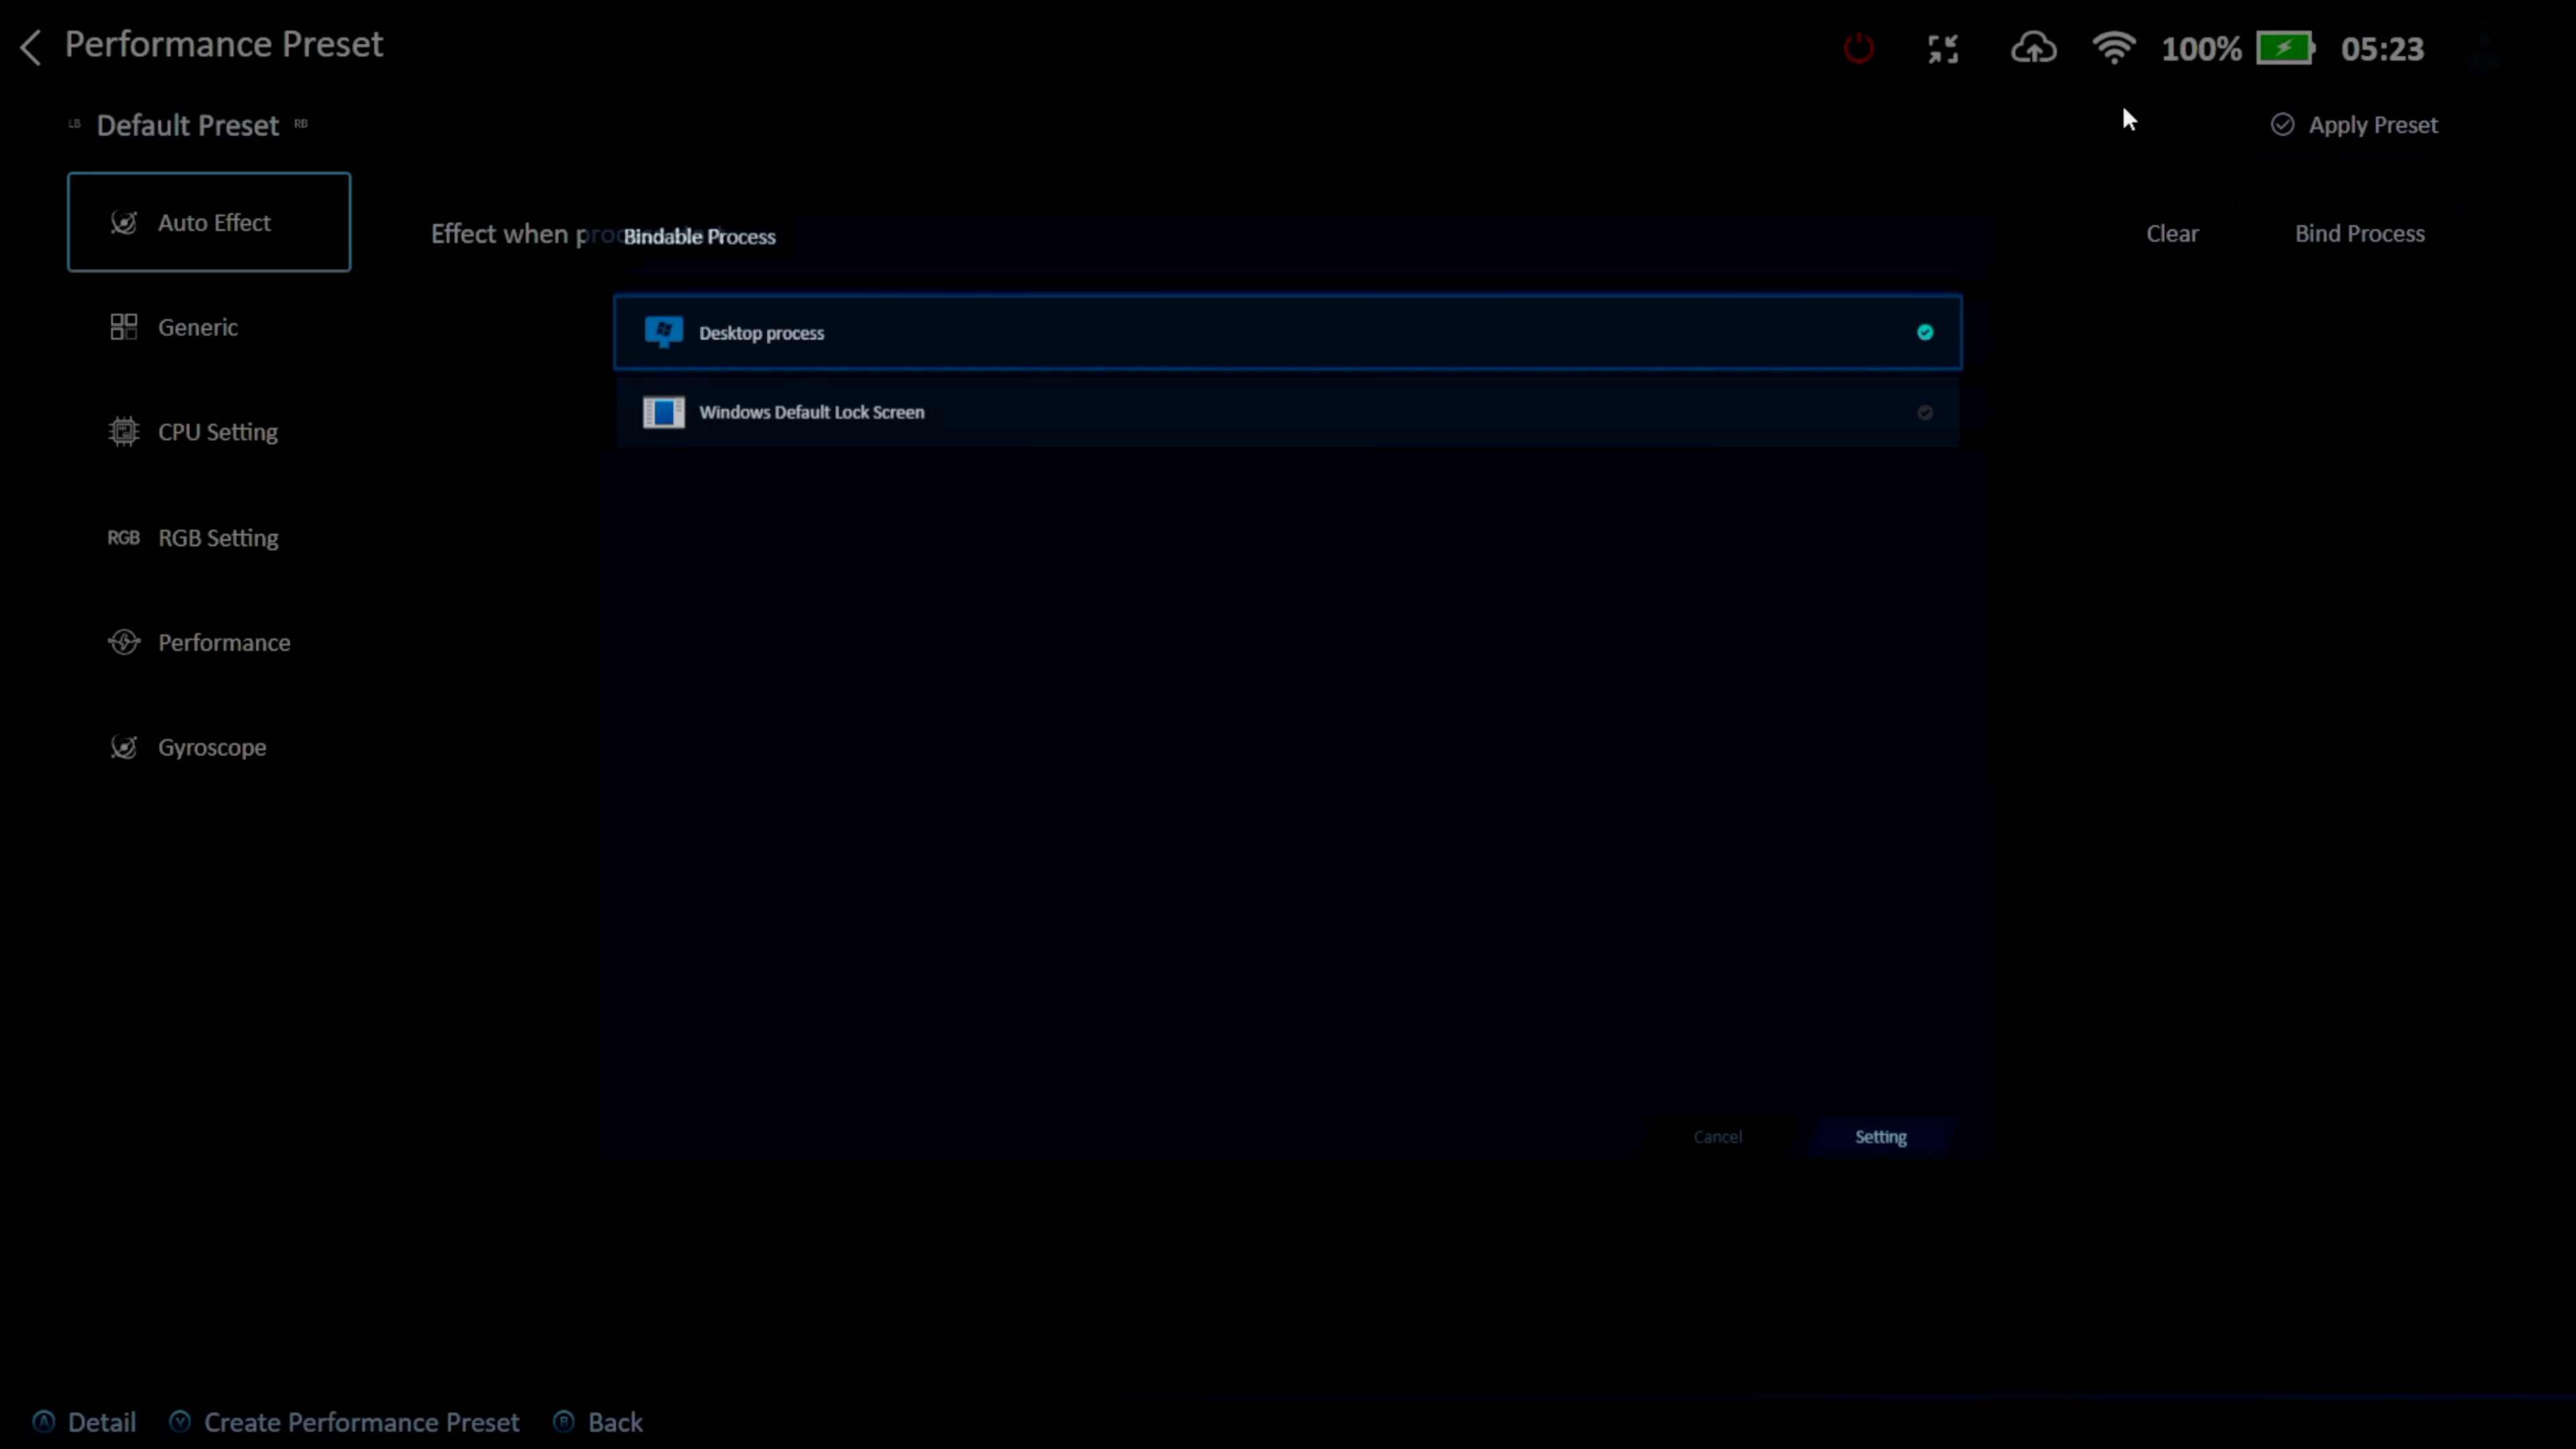 Performance Preset
100%
05:23
LB Default Preset RB
Apply Preset
Auto Effect
Effect when
Bindable Process
Clear
Bind Process
Desktop process
Generic
Windows Default Lock Screen
CPU Setting
RGB RGB Setting
Performance
Gyroscope
Cancel
Setting
A Detail
Y Create Performance Preset
B Back